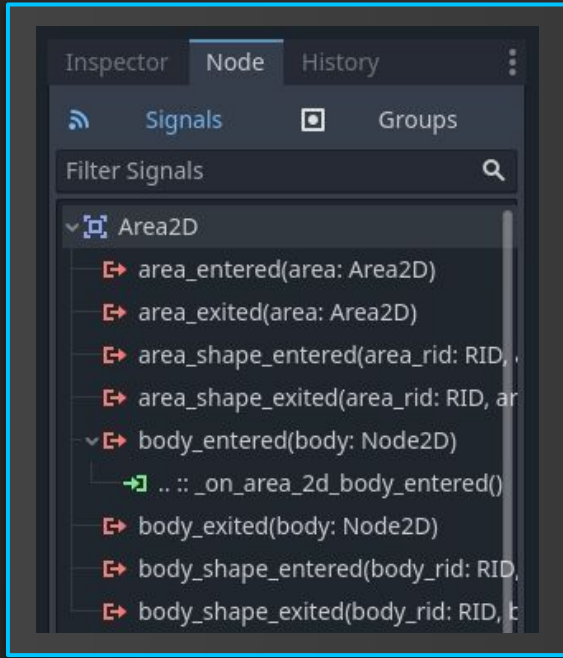 Inspector Node History
Signals Groups
Filter Signals
Area2D
area_entered(area: Area2D)
area_exited(area: Area2D)
area_shape_entered(area_rid: RID,
area_shape_exited(area_rid: RID, ar
body_entered(body: Node2D)
.. :: _on_area_2d_body_entered()
body_exited(body: Node2D)
body_shape_entered(body_rid: RID,
body_shape_exited(body_rid: RID, b